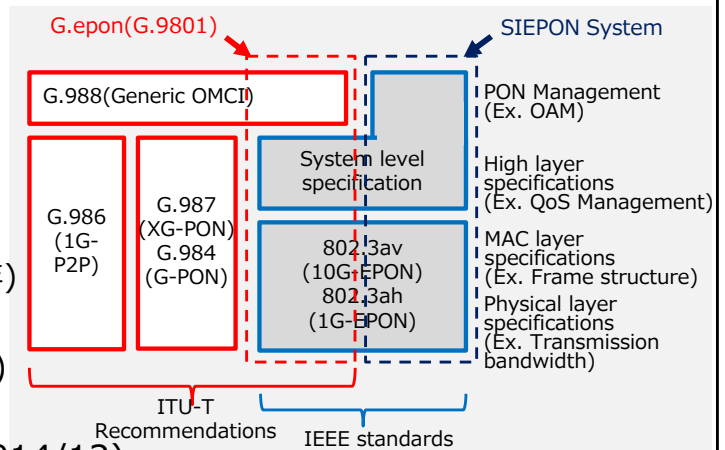 G.epon(G.9801)
SIEPON System
G.988(Generic OMCI)
PON Management
(Ex. OAM)
System level
specification
High layer
specifications
(Ex. QoS Management)
G.986
(1G-
P2P)
G.987
(XG-PON)
G.984
(G-PON)
802.3av
(10G-EPON)
802.3ah
(1G-EPON)
MAC layer
specifications
(Ex. Frame structure)
Physical layer
specifications
(Ex. Transmission
bandwidth)
)
)
ITU-T
Recommendations
IEEE standards